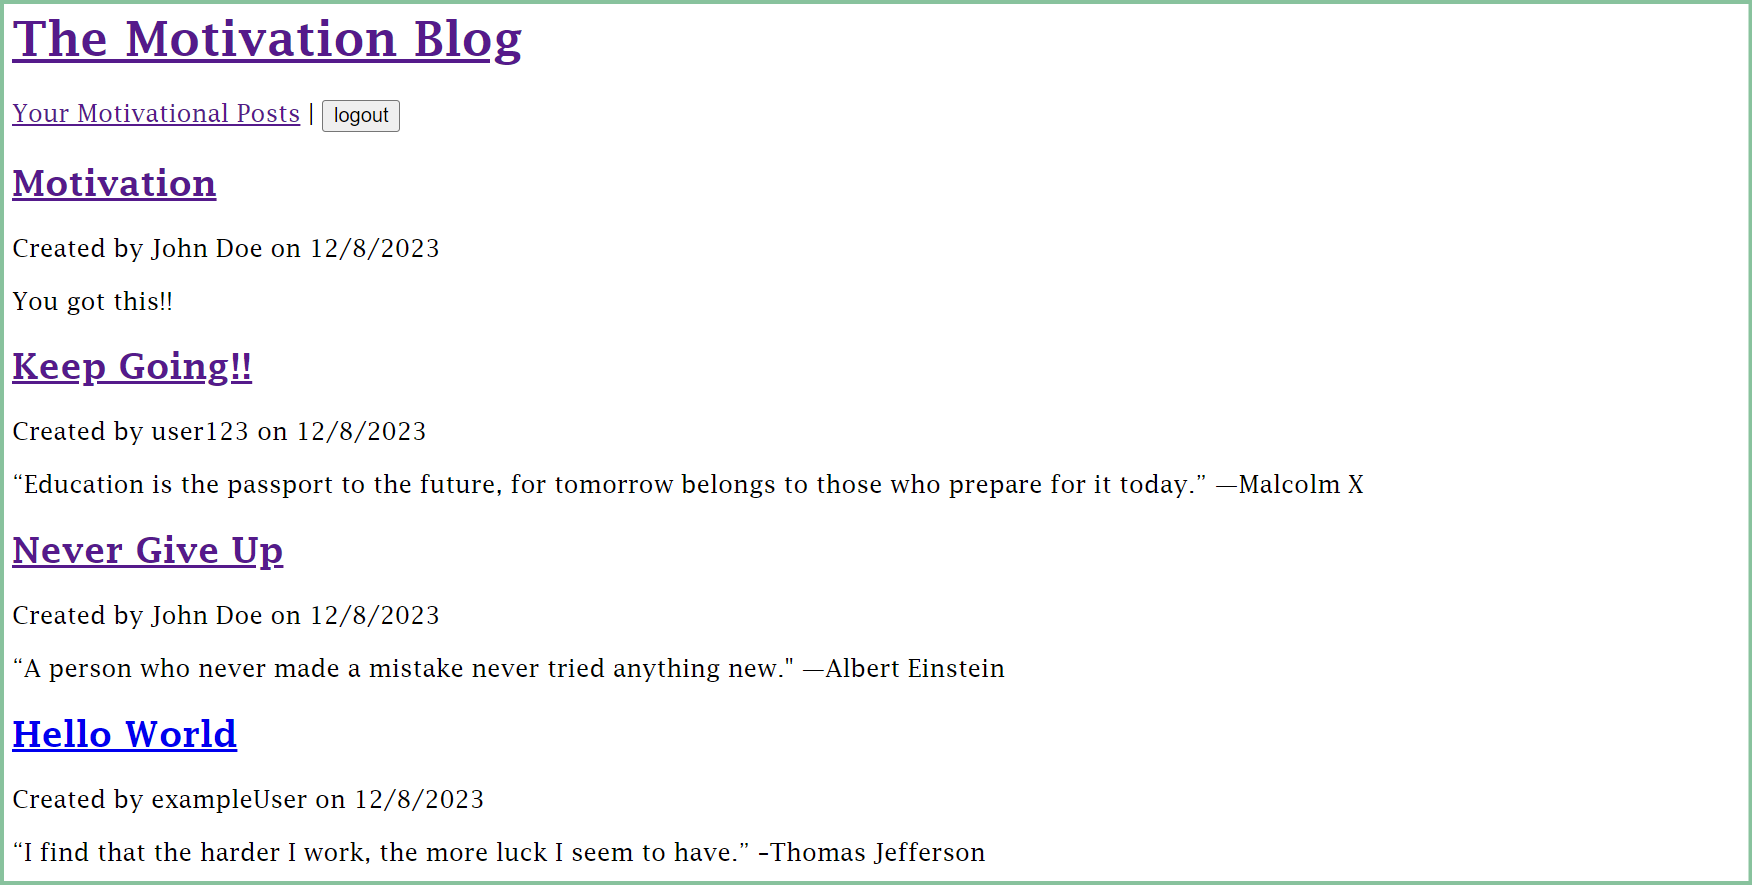 The Motivation Blog
Your Motivational Posts | logout
Motivation
Created by John Doe on 12/8/2023
You got this!!
Keep Going!!
Created by user123 on 12/8/2023
“Education is the passport to the future, for tomorrow belongs to those who prepare for it today.” —Malcolm X
Never Give Up
Created by John Doe on 12/8/2023
“A person who never made a mistake never tried anything new." —Albert Einstein
Hello World
Created by exampleUser on 12/8/2023
“I find that the harder I work, the more luck I seem to have.” -Thomas Jefferson